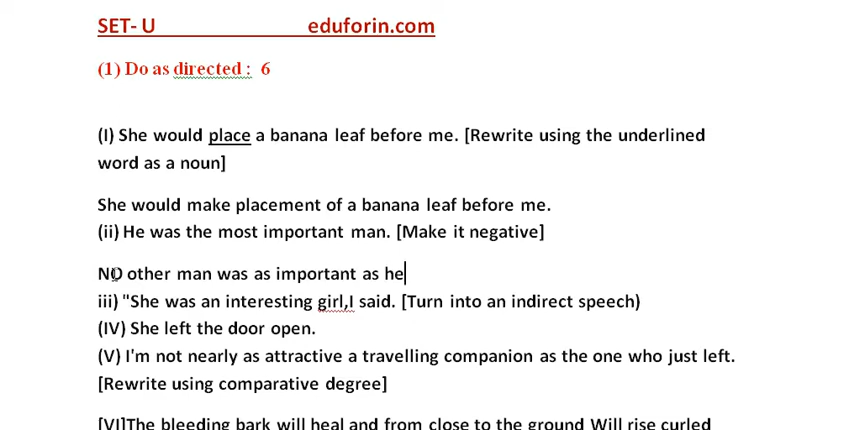 SET- U eduforin.com
(1) Do as directed : 6
(I) She would place a banana leaf before me. [Rewrite using the underlined
word as a noun]
She would make placement of a banana leaf before me.
(ii) He was the most important man. [Make it negative]
NO other man was as important as he
iii) "She was an interesting girl,I said. [Turn into an indirect speech)
(IV) She left the door open.
(V) I'm not nearly as attractive a travelling companion as the one who just left.
[Rewrite using comparative degree]
[VI]The bleeding bark will heal and from close to the ground Will rise curled